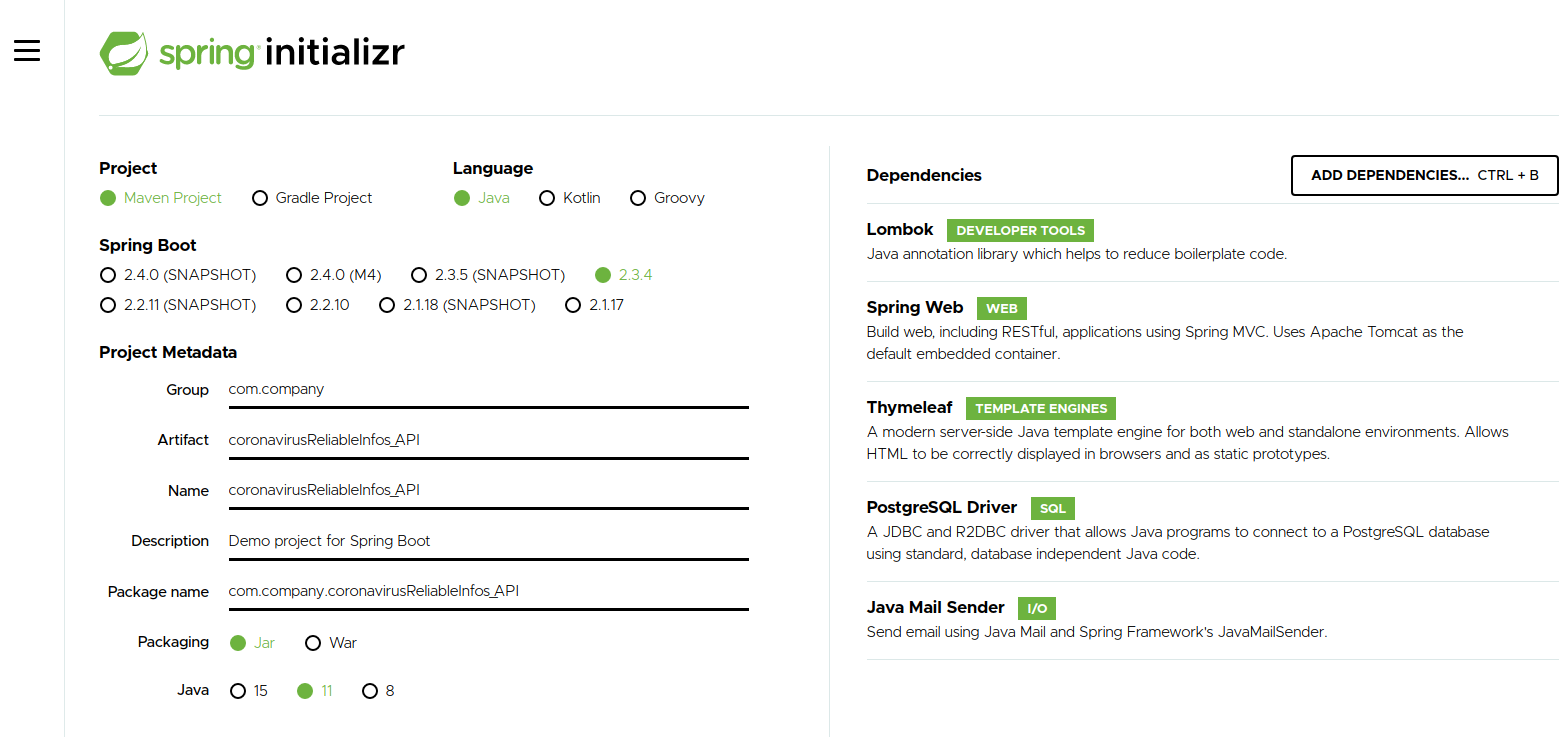 spring initializr
Project
Maven Project Gradle Project
Language
Java Kotlin Groovy
Spring Boot
2.4.0 (SNAPSHOT) 2.4.0 (M4) 2.3.5 (SNAPSHOT) 2.3.4
2.2.11 (SNAPSHOT) 2.2.10 2.1.18 (SNAPSHOT) 2.1.17
Project Metadata
Group com.company
Artifact coronavirusReliableInfos_API
Name coronavirusReliableInfos_API
Description Demo project for Spring Boot
Package name com.company.coronavirusReliableInfos_API
Packaging Jar War
Java 15 11 8
Dependencies ADD DEPENDENCIES... CTRL + B
Lombok DEVELOPER TOOLS
Java annotation library which helps to reduce boilerplate code.
Spring Web WEB
Build web, including RESTful, applications using Spring MVC. Uses Apache Tomcat as the
default embedded container.
Thymeleaf TEMPLATE ENGINES
A modern server-side Java template engine for both web and standalone environments. Allows
HTML to be correctly displayed in browsers and as static prototypes.
PostgreSQL Driver SQL
A JDBC and R2DBC driver that allows Java programs to connect to a PostgreSQL database
using standard, database independent Java code.
Java Mail Sender I/O
Send email using Java Mail and Spring Framework's JavaMailSender.